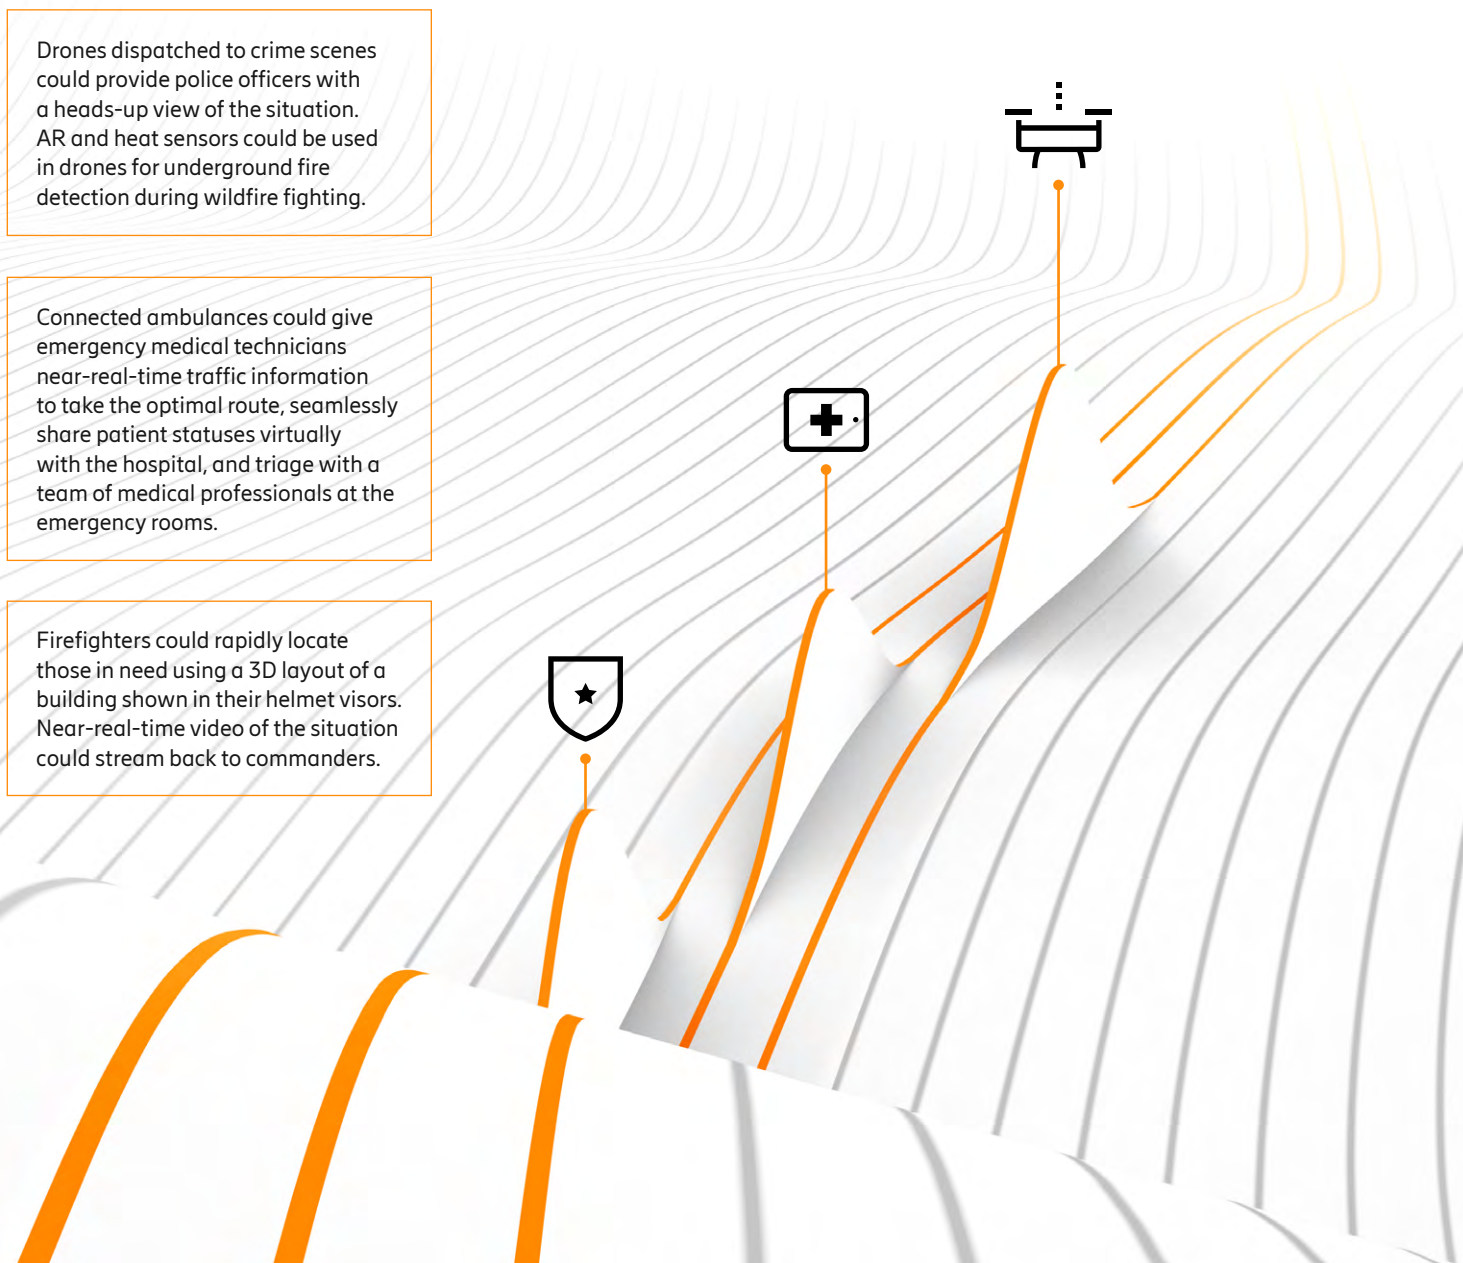 Drones dispatched to crime scenes
could provide police officers with
a heads-up view of the situation.
AR and heat sensors could be used
in drones for underground fire
detection during wildfire fighting.
Connected ambulances could give
emergency medical technicians
near-real-time traffic information
to take the optimal route, seamlessly
share patient statuses virtually
with the hospital, and triage with a
team of medical professionals at the
emergency rooms.
Firefighters could rapidly locate
those in need using a 3D layout of a
building shown in their helmet visors.
Near-real-time video of the situation
could stream back to commanders.